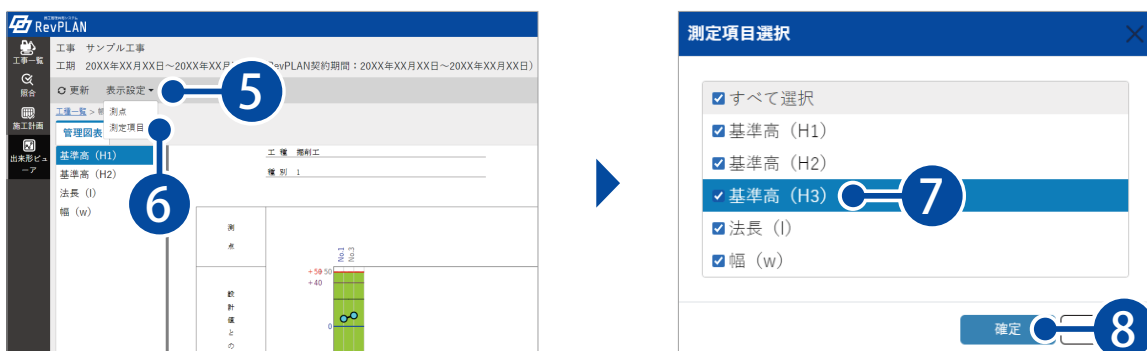 RevPLAN
工事 サンプル工事
工期 20XX年XX月XX日～20XX年XX月
RevPLAN契約期間：20XX年XX月XX日～20XX年XX月XX日）
工事一覧
照合
施工計画
出来形ビューア
更新 表示設定
5
工種一覧 >
測点
測定項目
6
管理図表
基準高（H1）
基準高（H2）
法長（l）
幅（w）
工 種 掘削工
種 別 1
測
点
No.1
No.3
+50 50
+40
0
設
計
値
と
の
測定項目選択
すべて選択
基準高（H1）
基準高（H2）
基準高（H3）
7
法長（l）
幅（w）
確定
8